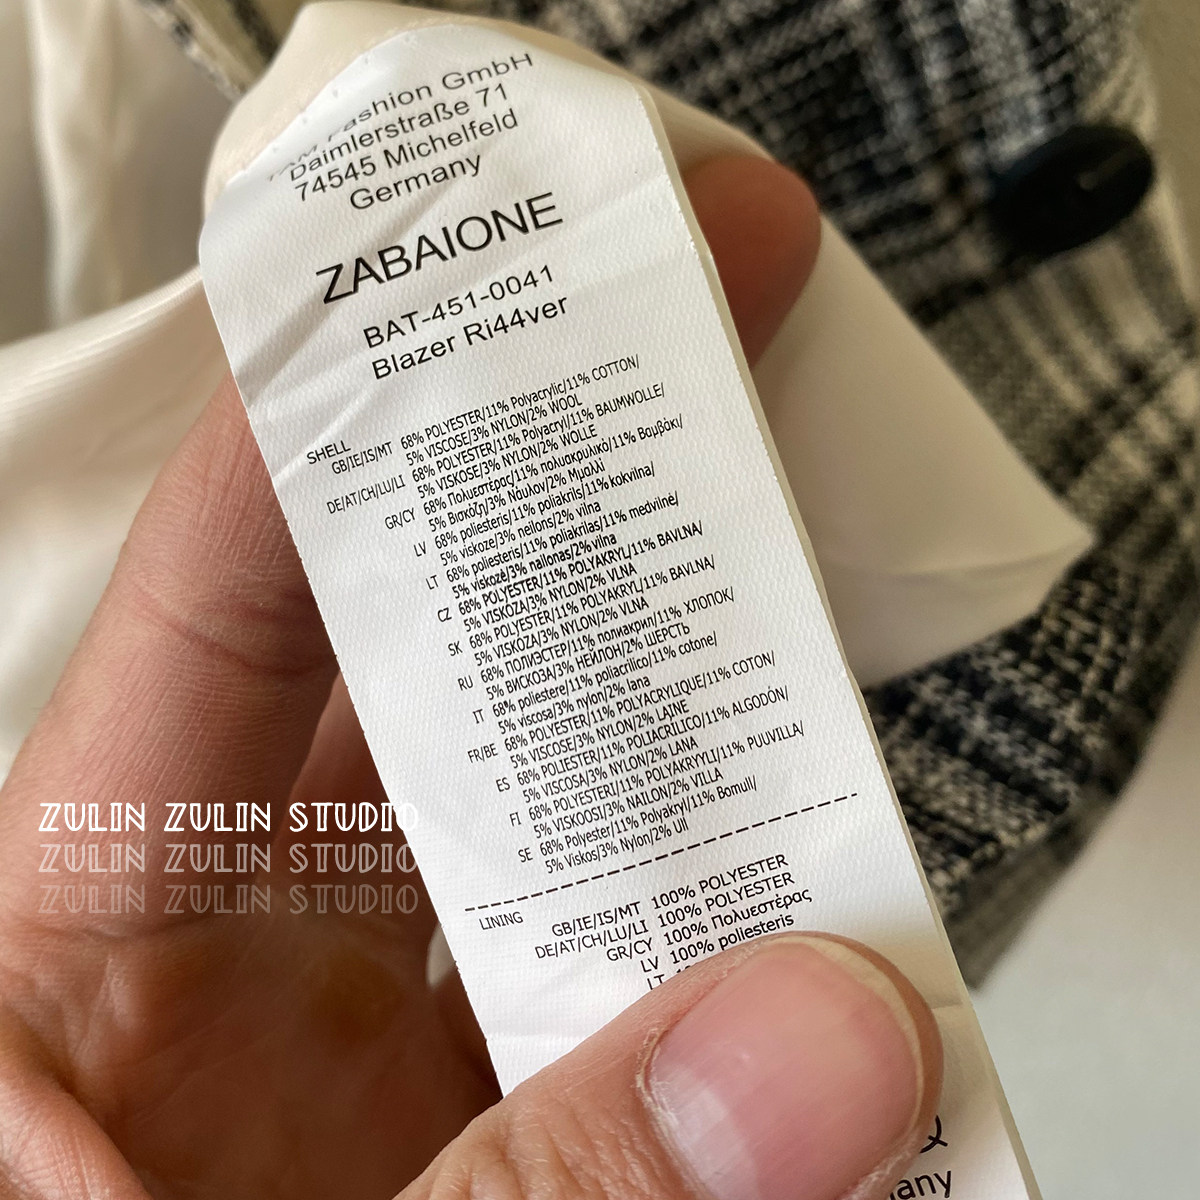 Fashion GmbH
Daimlerstraße 71
74545 Michelfeld
Germany
ZABAIONE
BAT-451-0041
Blazer Ri44ver
SHELL
GB/IE/IS/MT 68% POLYESTER/11% Polyacrylic/11% COTTON/
5% VISCOSE/3% NYLON/2% WOOL
DE/AT/CH/LU/LI 68% POLYESTER/11% Polyacryl/11% BAUMWOLLE/
5% VISKOSE/3% NYLON/2% WOLLE
GR/CY 68% Πολυεστέρας/11% πολυακρυλικό/11% Βαμβάκι/
5% Βισκόζη/3% Νάυλον/2% Μμαλλί
LV 68% poliesteris/11% poliakrils/11% kokvilna/
5% viskoze/3% neilons/2% vilna
LT 68% poliesteris/11% poliakrilas/11% medvilnė/
5% viskozė/3% nailonas/2% vilna
CZ 68% POLYESTER/11% POLYAKRYL/11% BAVLNA/
5% VISKÓZA/3% NYLON/2% VLNA
SK 68% POLYESTER/11% POLYAKRYL/11% BAVLNA/
5% VISKÓZA/3% NYLON/2% VLNA
RU 68% ПОЛИЭСТЕР/11% полиакрил/11% ХЛОПОК/
5% ВИСКОЗА/3% НЕЙЛОН/2% ШЕРСТЬ
IT 68% poliestere/11% poliacrilico/11% cotone/
5% viscosa/3% nylon/2% lana
FR/BE 68% POLYESTER/11% POLYACRYLIQUE/11% COTON/
5% VISCOSE/3% NYLON/2% LAINE
ES 68% POLIESTER/11% POLIACRILICO/11% ALGODÓN/
5% VISCOSA/3% NYLON/2% LANA
FI 68% POLYESTERI/11% POLYAKRYYLI/11% PUUVILLA/
5% VISKOOSI/3% NAILON/2% VILLA
SE 68% Polyester/11% Polyakryl/11% Bomull/
5% Viskos/3% Nylon/2% Ull
LINING
GB/IE/IS/MT 100% POLYESTER
DE/AT/CH/LU/LI 100% POLYESTER
GR/CY 100% Πολυεστέρας
LV 100% poliesteris
LT
ZULIN ZULIN STUDIO
ZULIN ZULIN STUDIO
ZULIN ZULIN STUDIO